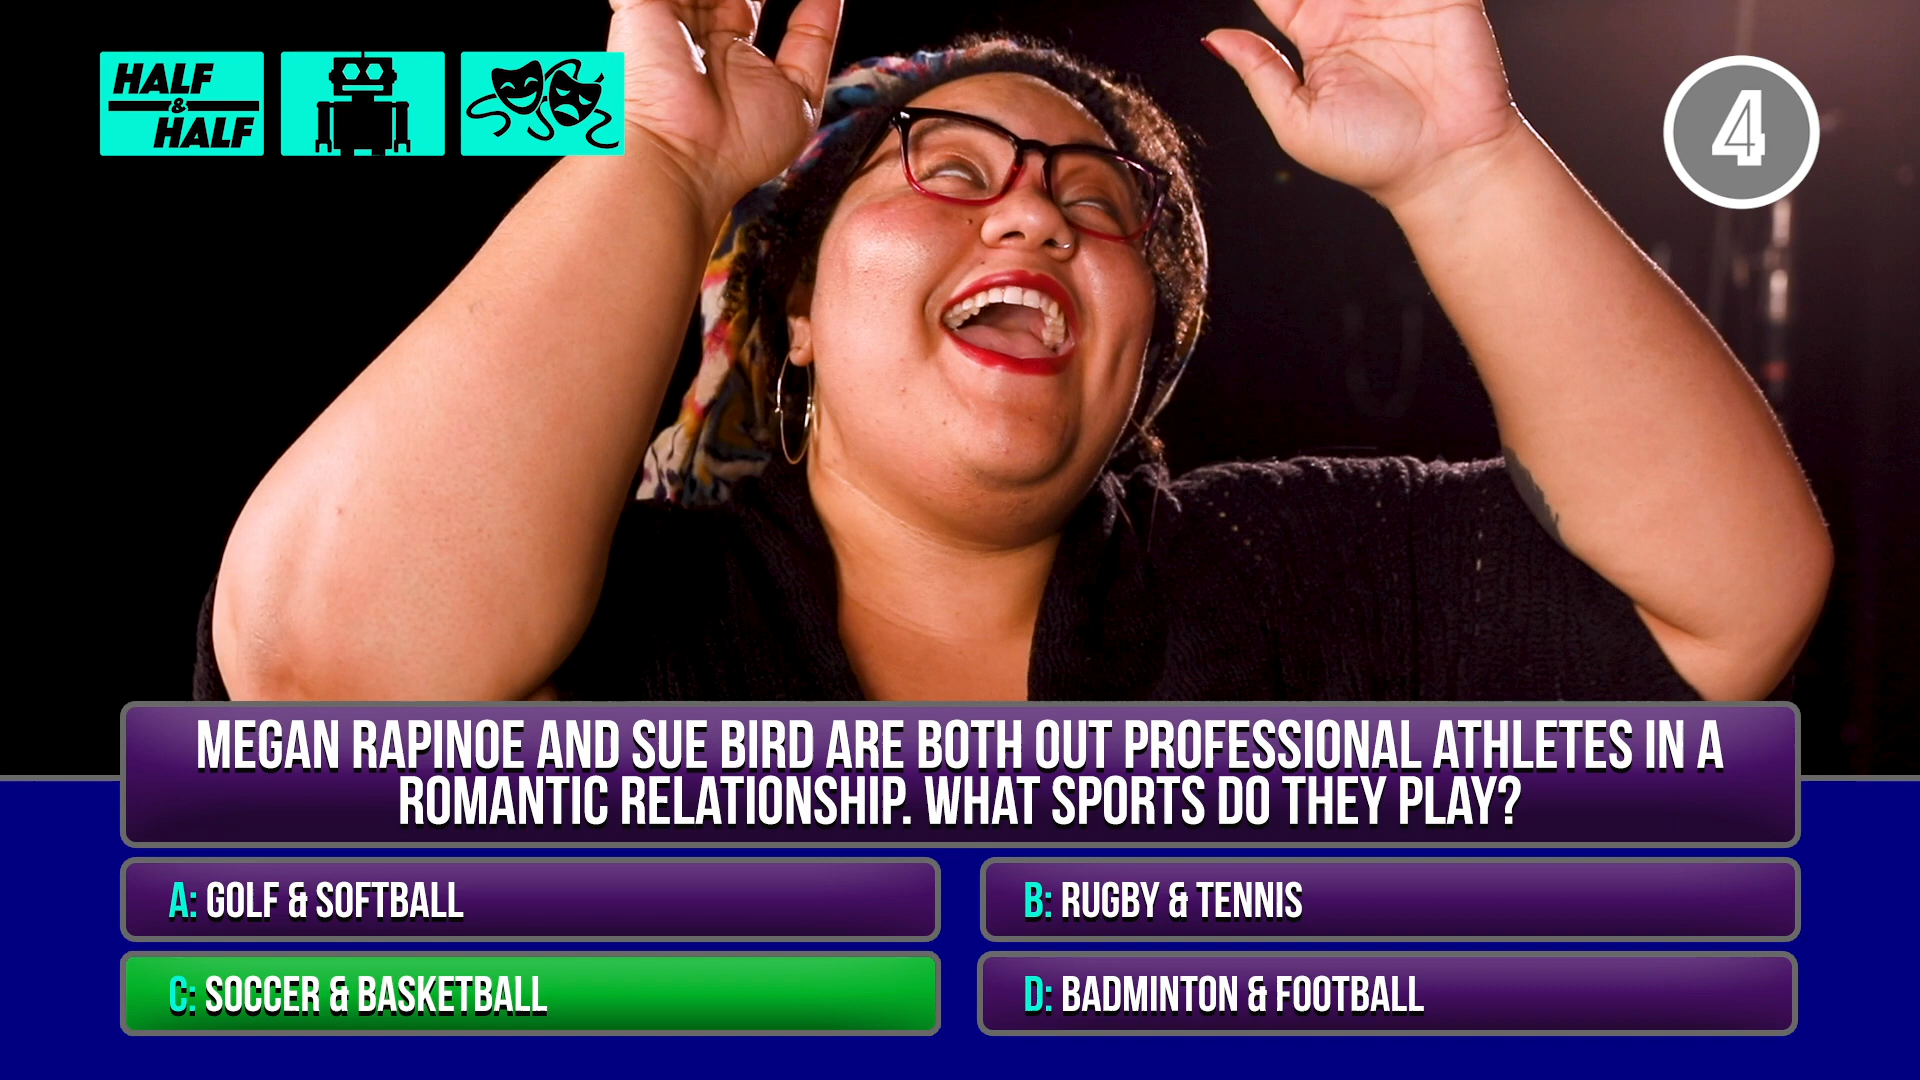 HALF
&
HALF
4
MEGAN RAPINOE AND SUE BIRD ARE BOTH OUT PROFESSIONAL ATHLETES IN A
ROMANTIC RELATIONSHIP. WHAT SPORTS DO THEY PLAY?
A: GOLF & SOFTBALL
B: RUGBY & TENNIS
C: SOCCER & BASKETBALL
D: BADMINTON & FOOTBALL